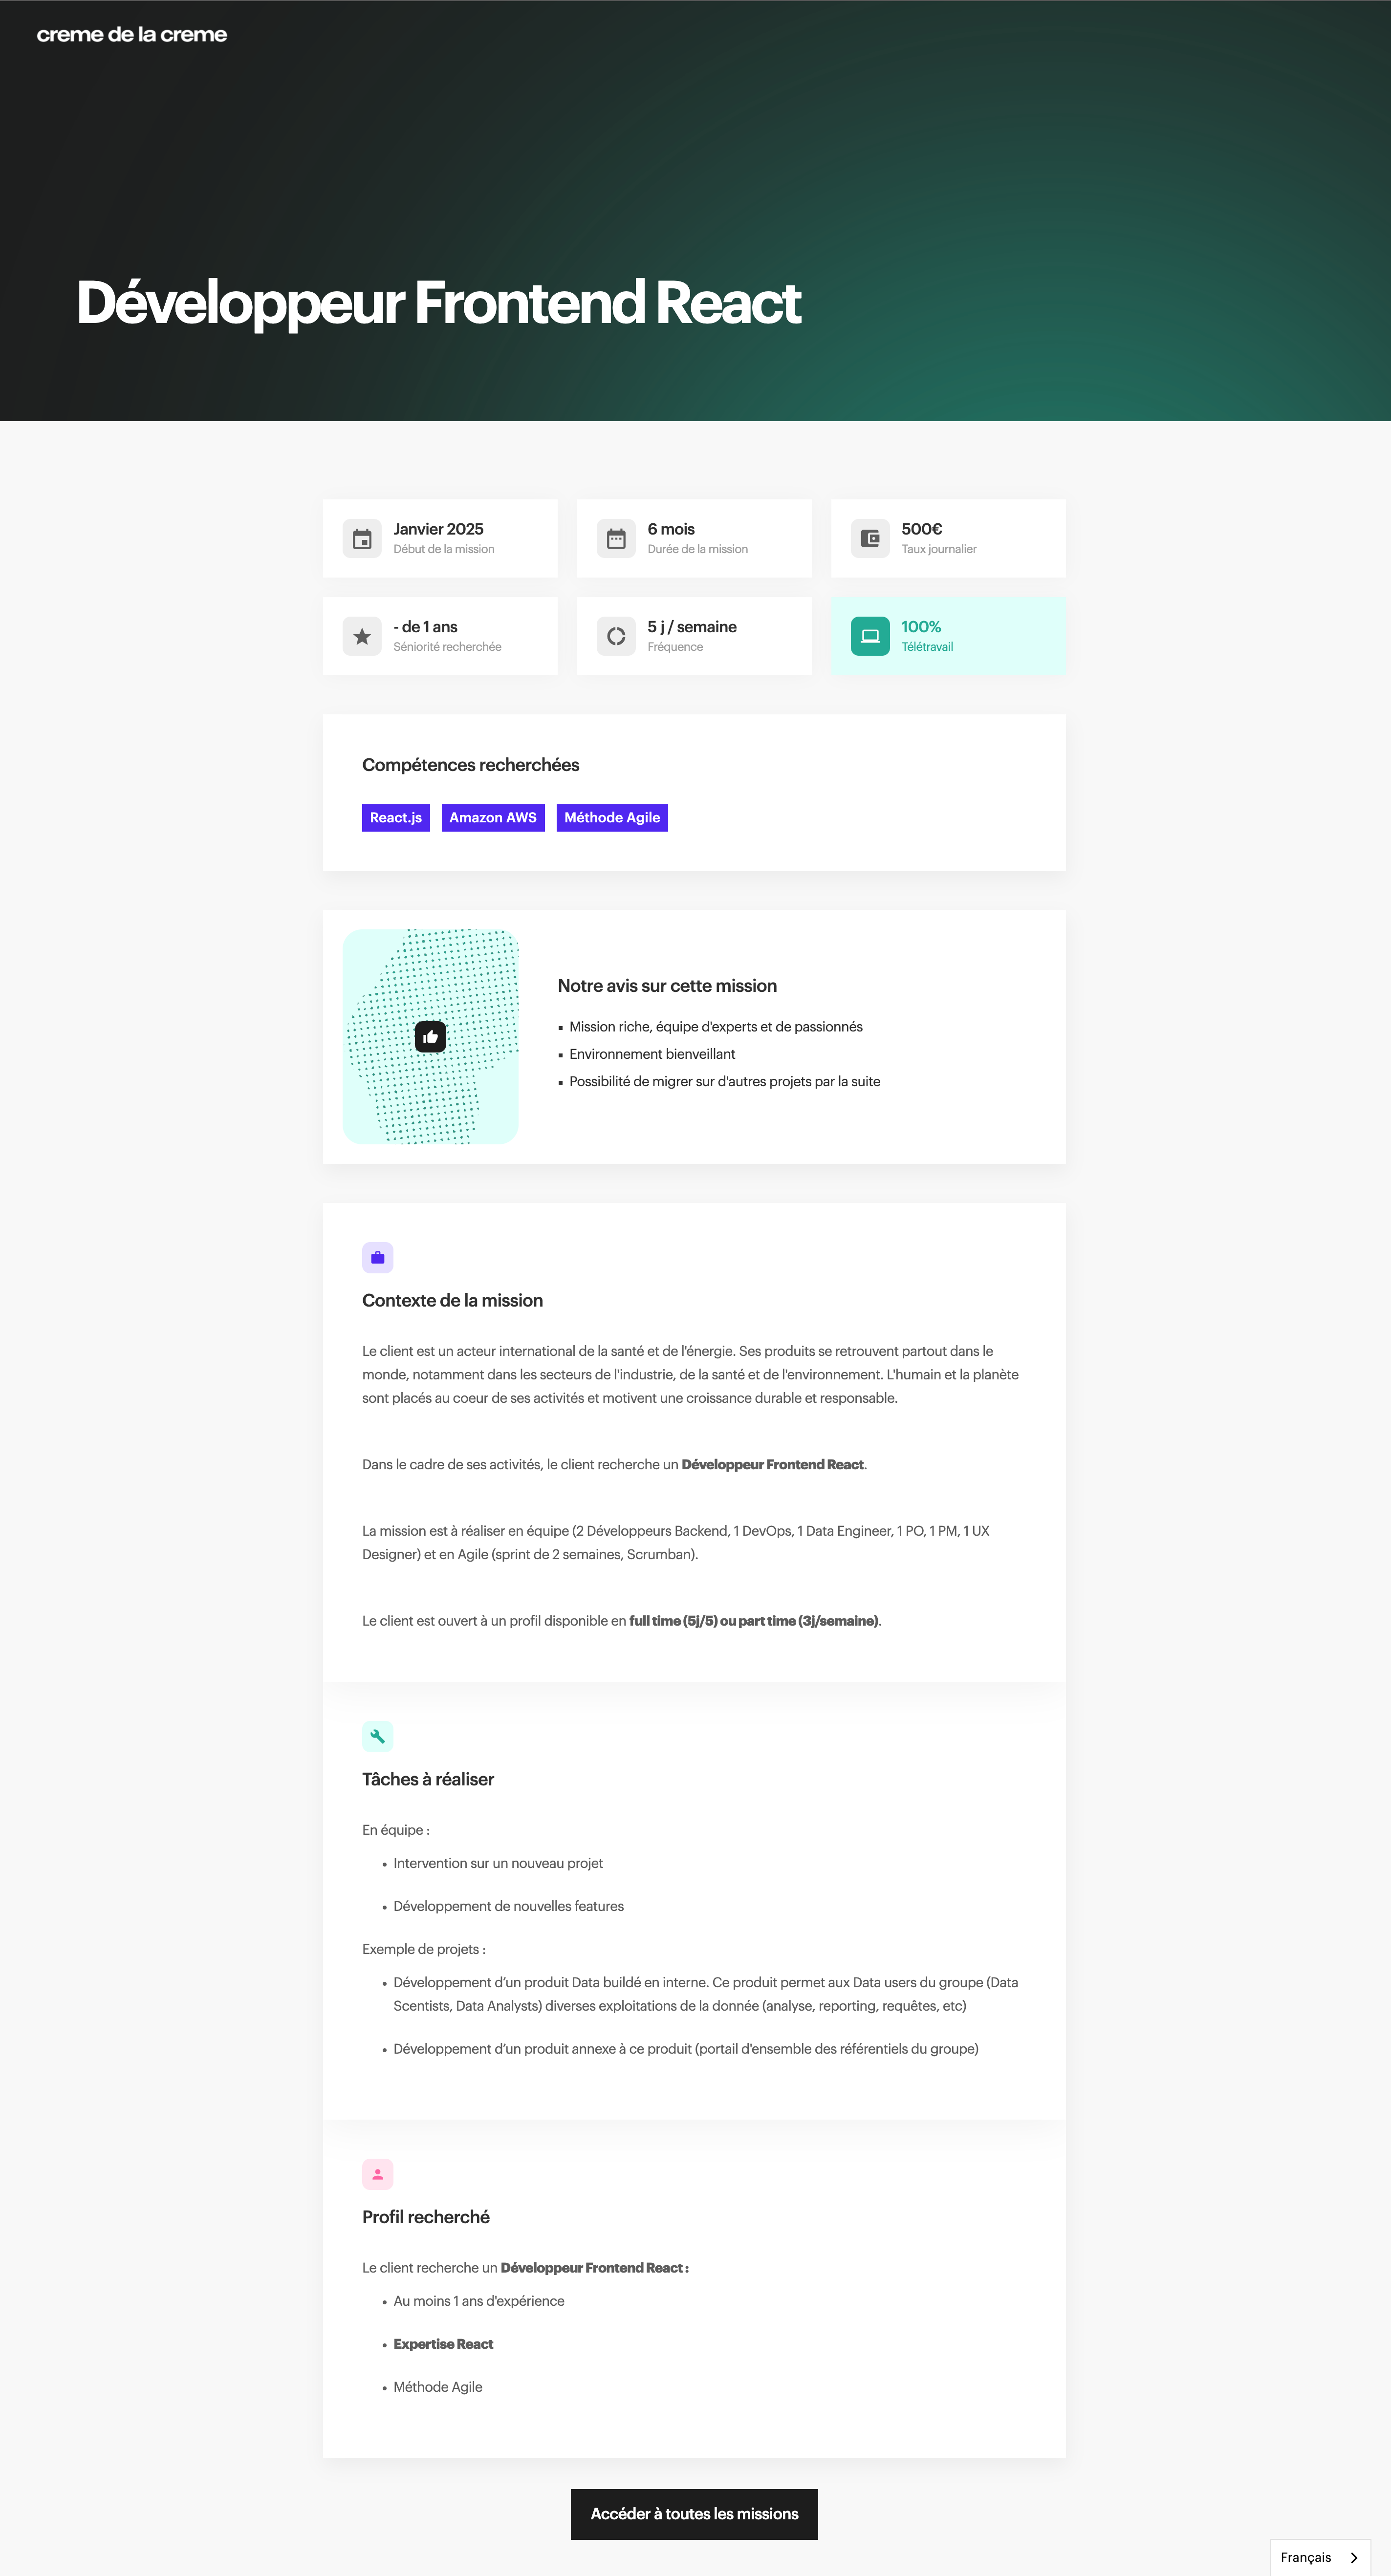 creme de la creme
Développeur Frontend React
Janvier 2025
Début de la mission
6 mois
Durée de la mission
500€
Taux journalier
- de 1 ans
Séniorité recherchée
5 j / semaine
Fréquence
100%
Télétravail
Compétences recherchées
React.js
Amazon AWS
Méthode Agile
Notre avis sur cette mission
▪ Mission riche, équipe d'experts et de passionnés
▪ Environnement bienveillant
▪ Possibilité de migrer sur d'autres projets par la suite
Contexte de la mission
Le client est un acteur international de la santé et de l'énergie. Ses produits se retrouvent partout dans le
monde, notamment dans les secteurs de l'industrie, de la santé et de l'environnement. L'humain et la planète
sont placés au coeur de ses activités et motivent une croissance durable et responsable.
Dans le cadre de ses activités, le client recherche un Développeur Frontend React.
La mission est à réaliser en équipe (2 Développeurs Backend, 1 DevOps, 1 Data Engineer, 1 PO, 1 PM, 1 UX
Designer) et en Agile (sprint de 2 semaines, Scrumban).
Le client est ouvert à un profil disponible en full time (5j/5) ou part time (3j/semaine).
Tâches à réaliser
En équipe :
• Intervention sur un nouveau projet
• Développement de nouvelles features
Exemple de projets :
• Développement d’un produit Data buildé en interne. Ce produit permet aux Data users du groupe (Data
Scentists, Data Analysts) diverses exploitations de la donnée (analyse, reporting, requêtes, etc)
• Développement d’un produit annexe à ce produit (portail d'ensemble des référentiels du groupe)
Profil recherché
Le client recherche un Développeur Frontend React :
• Au moins 1 ans d'expérience
• Expertise React
• Méthode Agile
Accéder à toutes les missions
Français